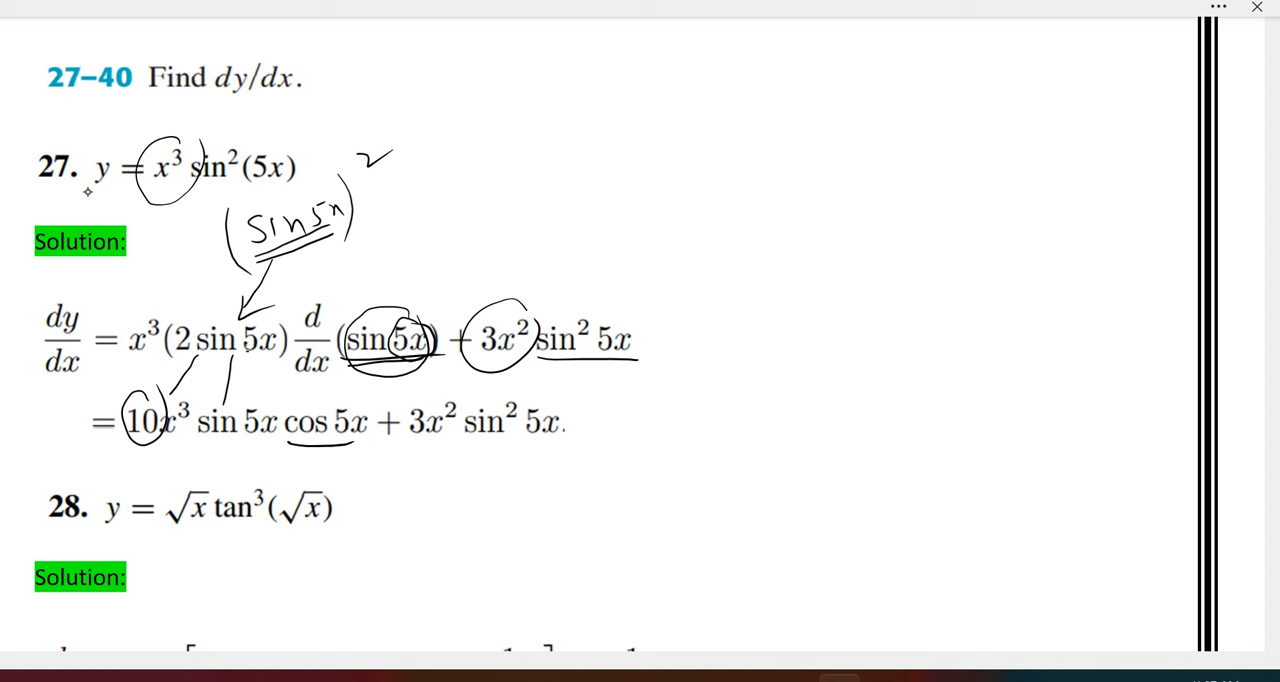 27–40 Find dy/dx.
27. y = x³ sin²(5x)
2
(sin 5x)
Solution:
dy/dx = x³(2 sin 5x) d/dx (sin 5x) + 3x² sin² 5x
= 10x³ sin 5x cos 5x + 3x² sin² 5x.
28. y = √x tan³(√x)
Solution: